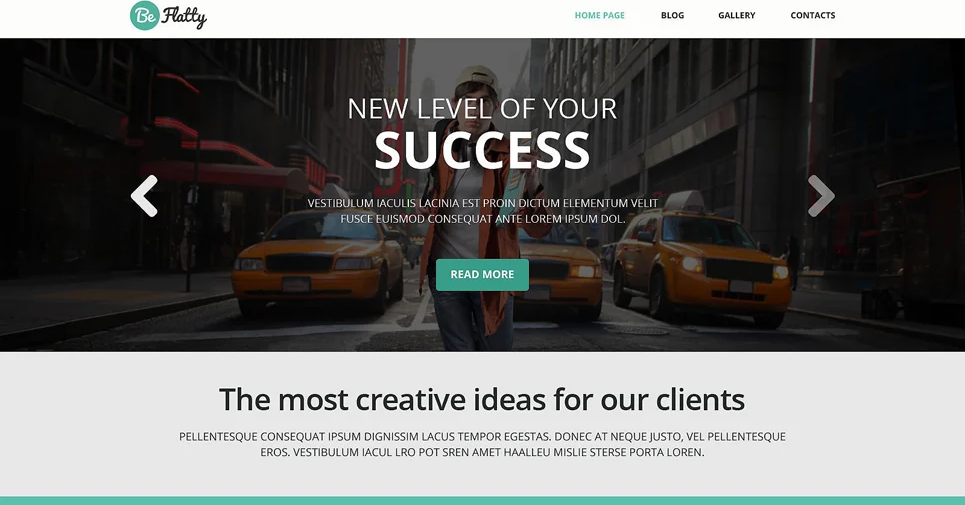 Be Flatty
HOME PAGE BLOG GALLERY CONTACTS
NEW LEVEL OF YOUR
SUCCESS
VESTIBULUM IACULIS LACINIA EST PROIN DICTUM ELEMENTUM VELIT
FUSCE EUISMOD CONSEQUAT ANTE LOREM IPSUM DOL.
READ MORE
The most creative ideas for our clients
PELLENTESQUE CONSEQUAT IPSUM DIGNISSIM LACUS TEMPOR EGESTAS. DONEC AT NEQUE JUSTO, VEL PELLENTESQUE
EROS. VESTIBULUM IACUL LRO POT SREN AMET HAALLEU MISLIE STERSE PORTA LOREN.